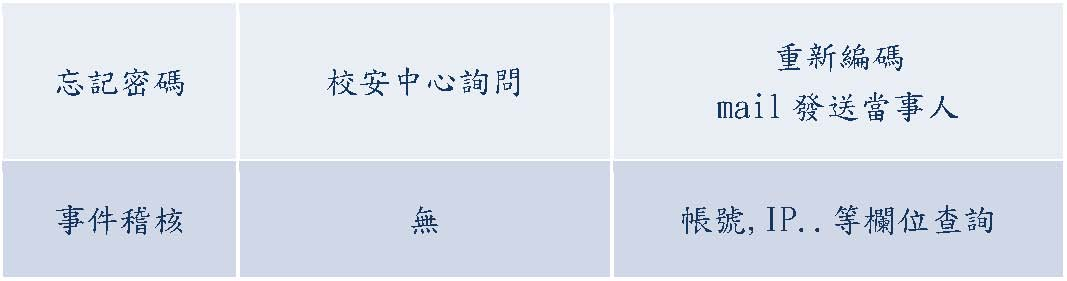 忘記密碼
校安中心詢問
重新編碼
mail 發送當事人
事件稽核
無
帳號,IP..等欄位查詢